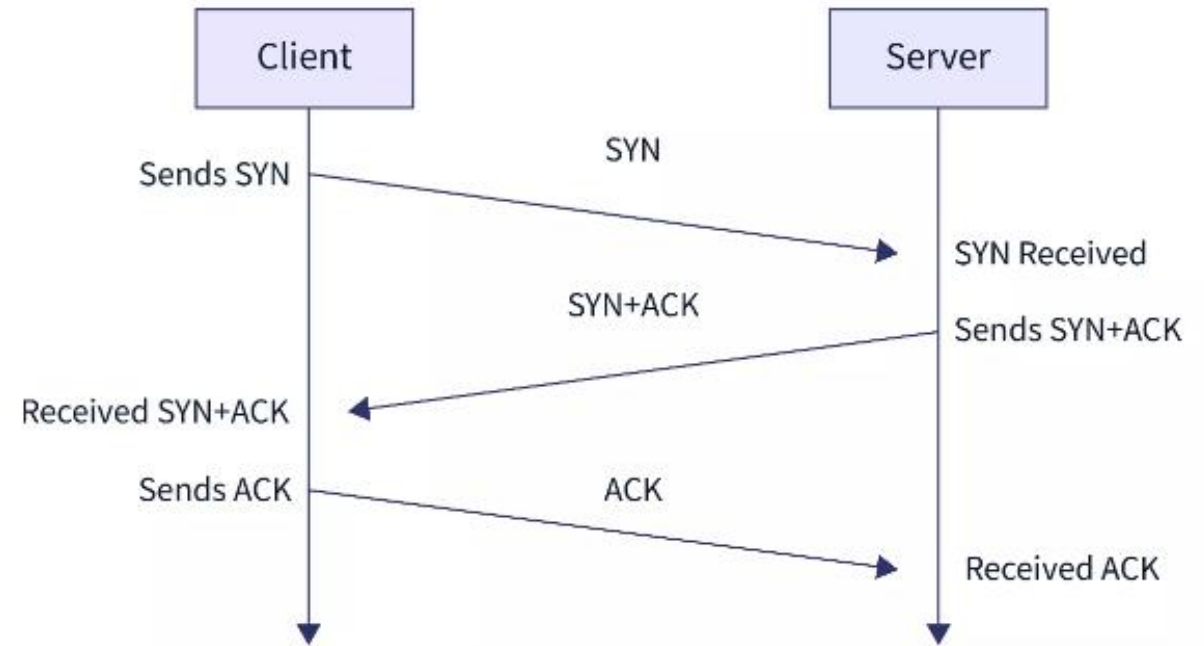 Client
Server
SYN
Sends SYN
SYN Received
SYN+ACK
Sends SYN+ACK
Received SYN+ACK
Sends ACK
ACK
Received ACK